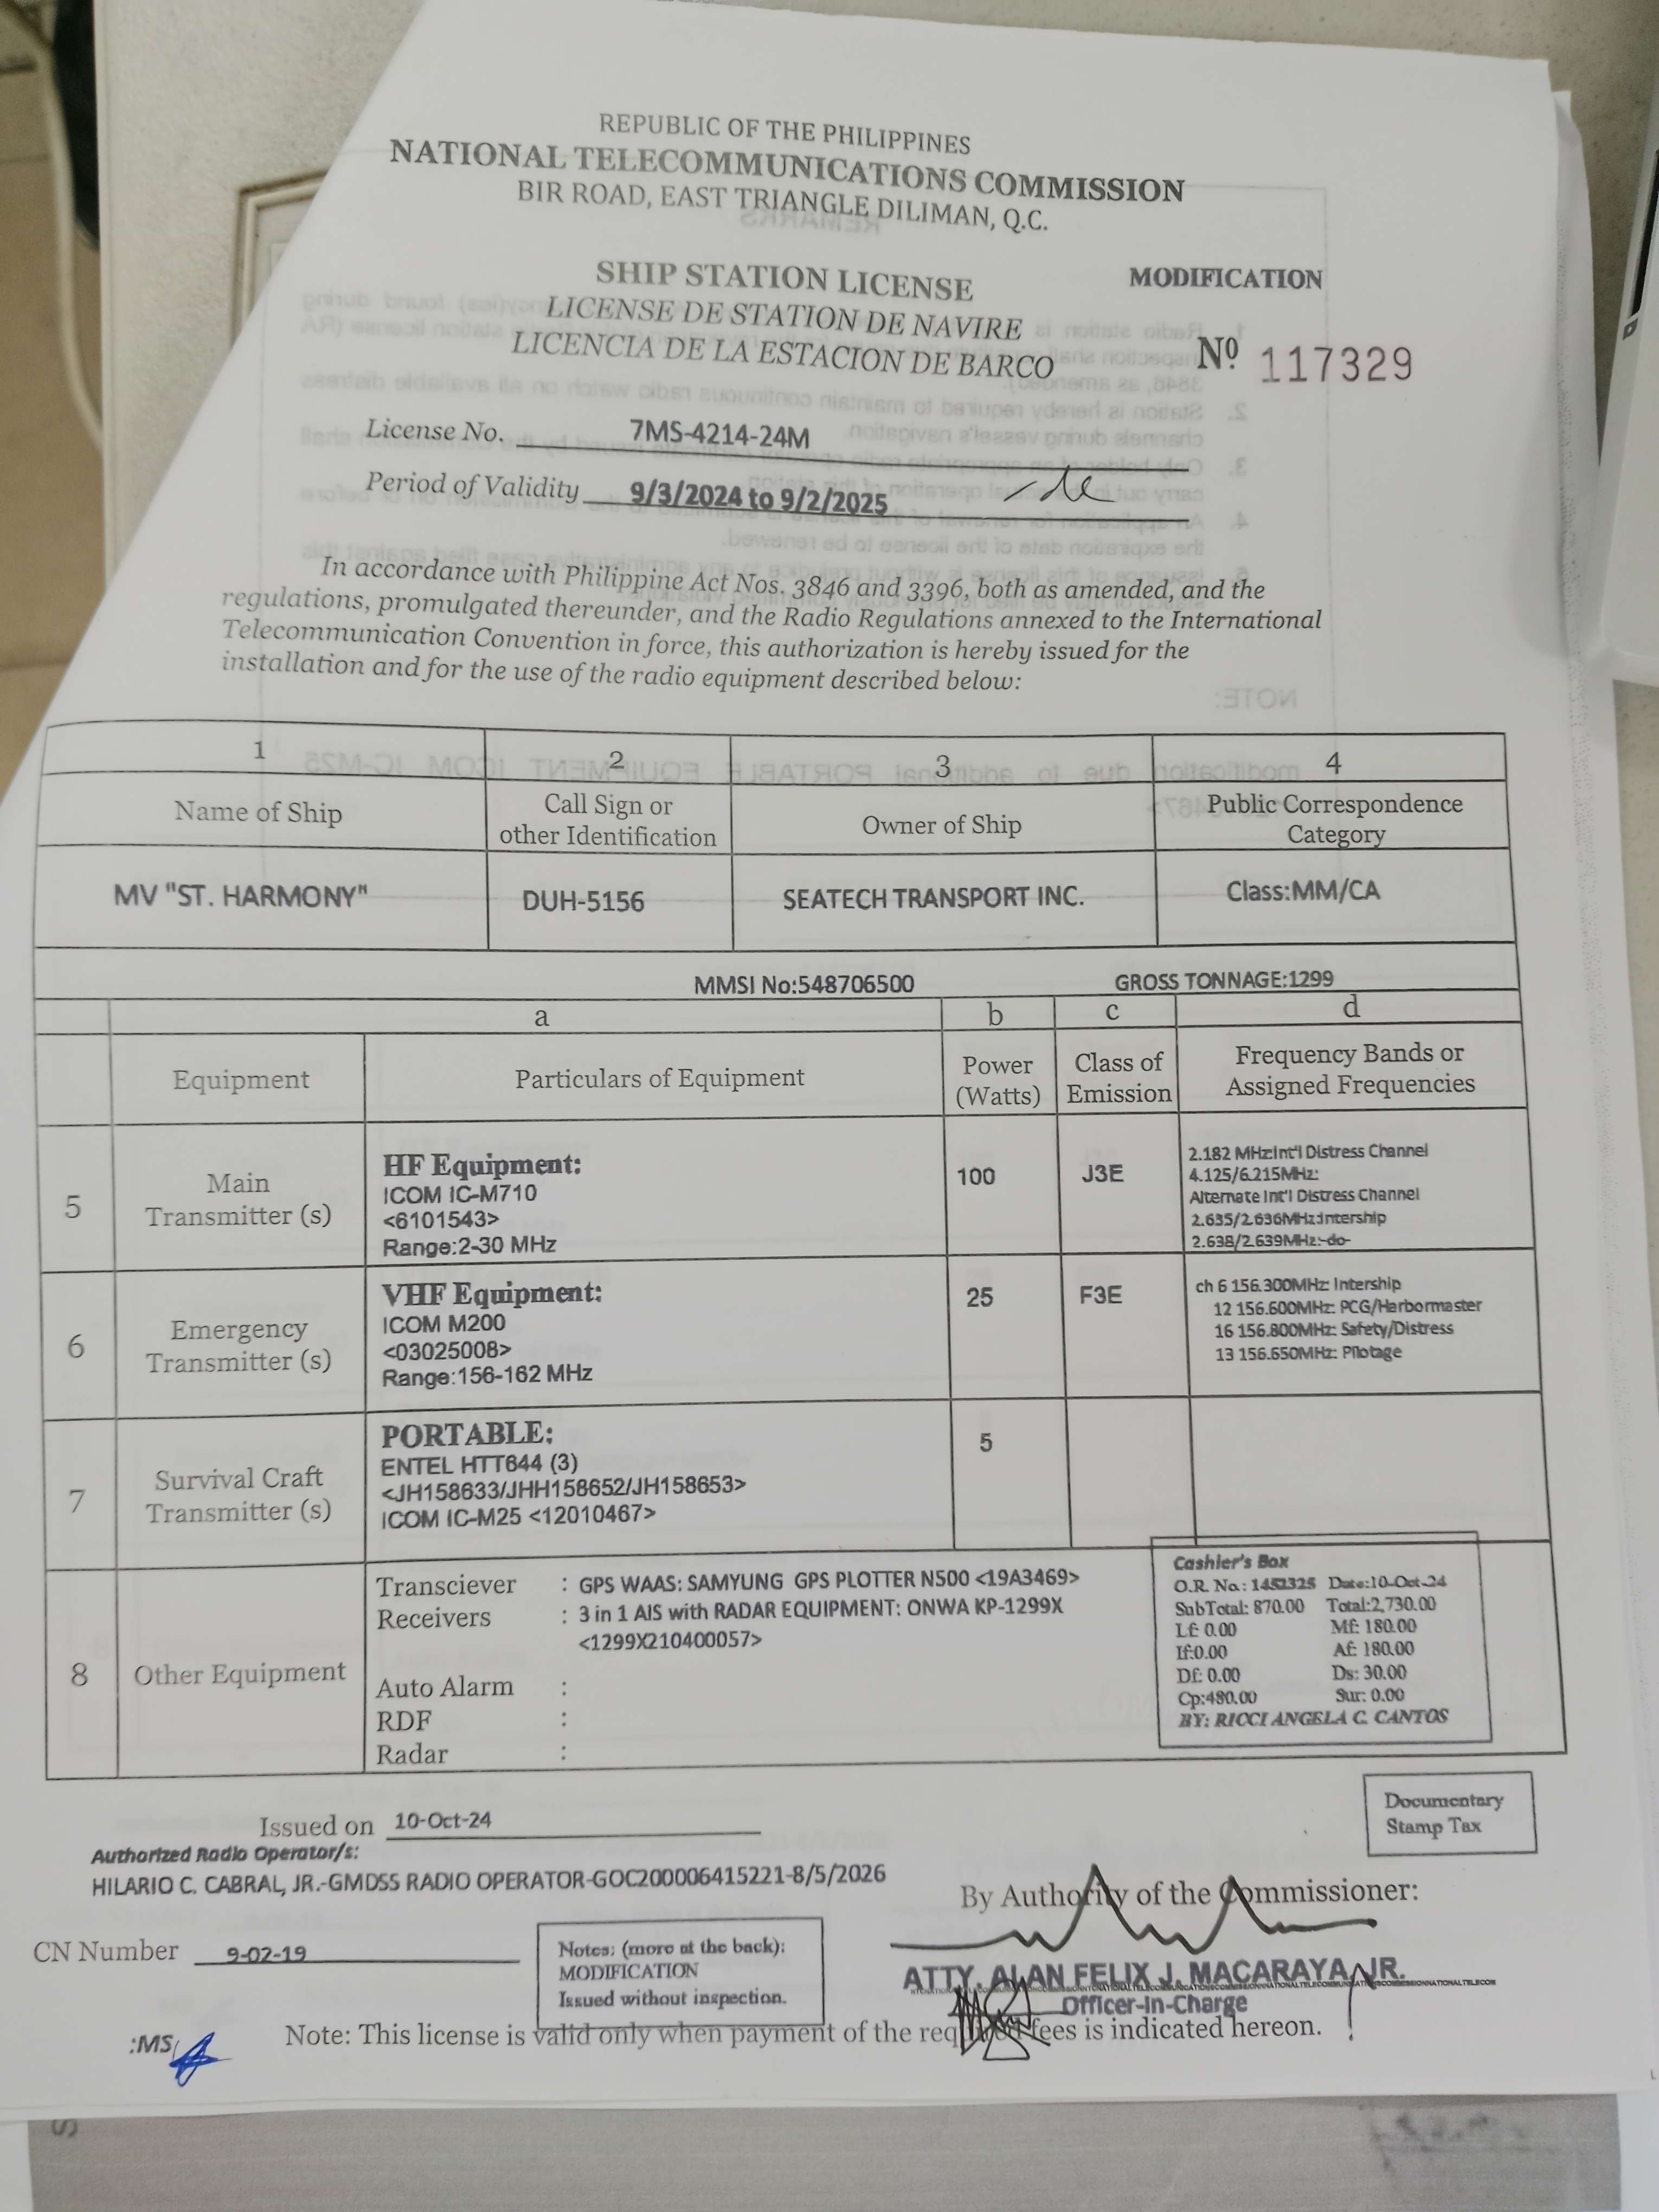 REPUBLIC OF THE PHILIPPINES
NATIONAL TELECOMMUNICATIONS COMMISSION
BIR ROAD, EAST TRIANGLE DILIMAN, Q.C.
SHIP STATION LICENSE
MODIFICATION
LICENSE DE STATION DE NAVIRE
LICENCIA DE LA ESTACION DE BARCO
Nº 117329
License No. 7MS-4214-24M
Period of Validity 9/3/2024 to 9/2/2025
In accordance with Philippine Act Nos. 3846 and 3396, both as amended, and the
regulations, promulgated thereunder, and the Radio Regulations annexed to the International
Telecommunication Convention in force, this authorization is hereby issued for the
installation and for the use of the radio equipment described below:
1 2 3 4
Name of Ship
Call Sign or
other Identification
Owner of Ship
Public Correspondence
Category
MV "ST. HARMONY"
DUH-5156
SEATECH TRANSPORT INC.
Class:MM/CA
MMSI No:548706500 GROSS TONNAGE:1299
a b c d
Equipment
Particulars of Equipment
Power
(Watts)
Class of
Emission
Frequency Bands or
Assigned Frequencies
5
Main
Transmitter (s)
HF Equipment:
ICOM IC-M710
<6101543>
Range:2-30 MHz
100
J3E
2.182 MHz:Int'l Distress Channel
4.125/6.215MHz:
Alternate Int'l Distress Channel
2.635/2.636MHz:intership
2.638/2.639MHz:-do-
6
Emergency
Transmitter (s)
VHF Equipment:
ICOM M200
<03025008>
Range:156-162 MHz
25
F3E
ch 6 156.300MHz: Intership
12 156.600MHz: PCG/Harbormaster
16 156.800MHz: Safety/Distress
13 156.650MHz: Pilotage
7
Survival Craft
Transmitter (s)
PORTABLE:
ENTEL HTT644 (3)
<JH158633/JHH158652/JH158653>
ICOM IC-M25 <12010467>
5
8
Other Equipment
Transciever : GPS WAAS: SAMYUNG GPS PLOTTER N500 <19A3469>
Receivers : 3 in 1 AIS with RADAR EQUIPMENT: ONWA KP-1299X
<1299X210400057>
Auto Alarm :
RDF :
Radar :
Cashier's Box
O.R. No.: 1452325 Date:10-Oct-24
SubTotal: 870.00 Total:2,730.00
Lf: 0.00 Mf: 180.00
If:0.00 Af: 180.00
Df: 0.00 Ds: 30.00
Cp:480.00 Sur: 0.00
BY: RICCI ANGELA C. CANTOS
Issued on 10-Oct-24
Documentary
Stamp Tax
Authorized Radio Operator/s:
HILARIO C. CABRAL, JR.-GMDSS RADIO OPERATOR-GOC200006415221-8/5/2026
By Authority of the Commissioner:
CN Number 9-02-19
Notes: (more at the back):
MODIFICATION
Issued without inspection.
ATTY. ALAN FELIX J. MACARAYA, JR.
Officer-In-Charge
:MS
Note: This license is valid only when payment of the required fees is indicated hereon.